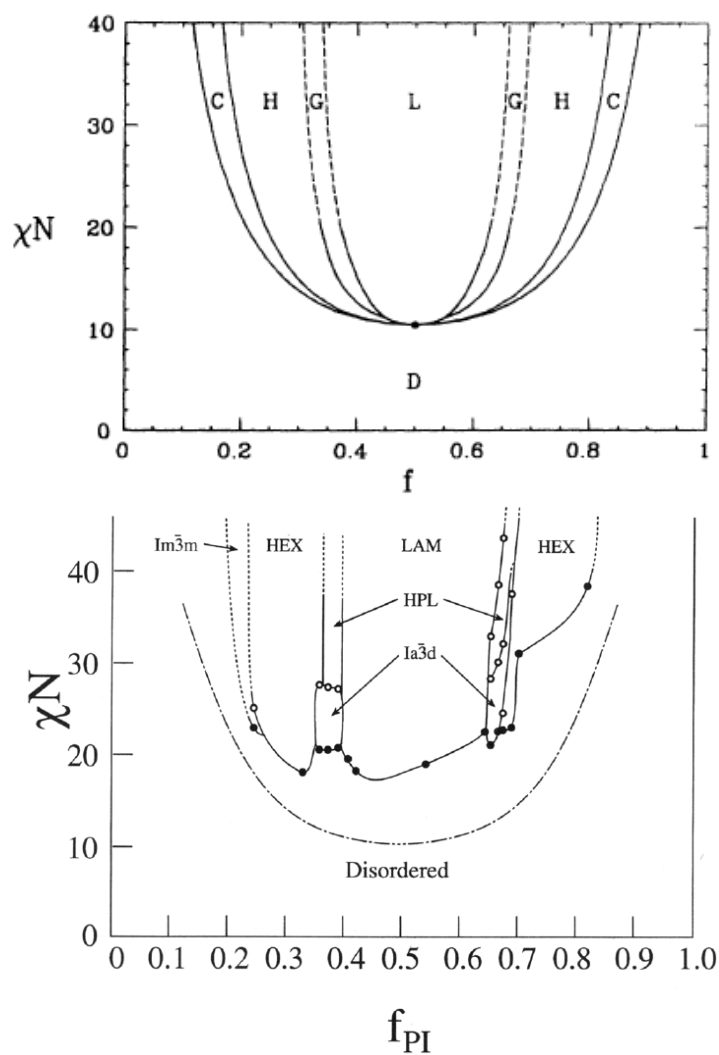 40
C H G L G H C
30
χN
20
10
D
0
0 0.2 0.4 0.6 0.8 1
f
Im3̄m HEX LAM HEX
40
HPL
Ia3̄d
30
χN
20
10
Disordered
0
0 0.1 0.2 0.3 0.4 0.5 0.6 0.7 0.8 0.9 1.0
f_PI